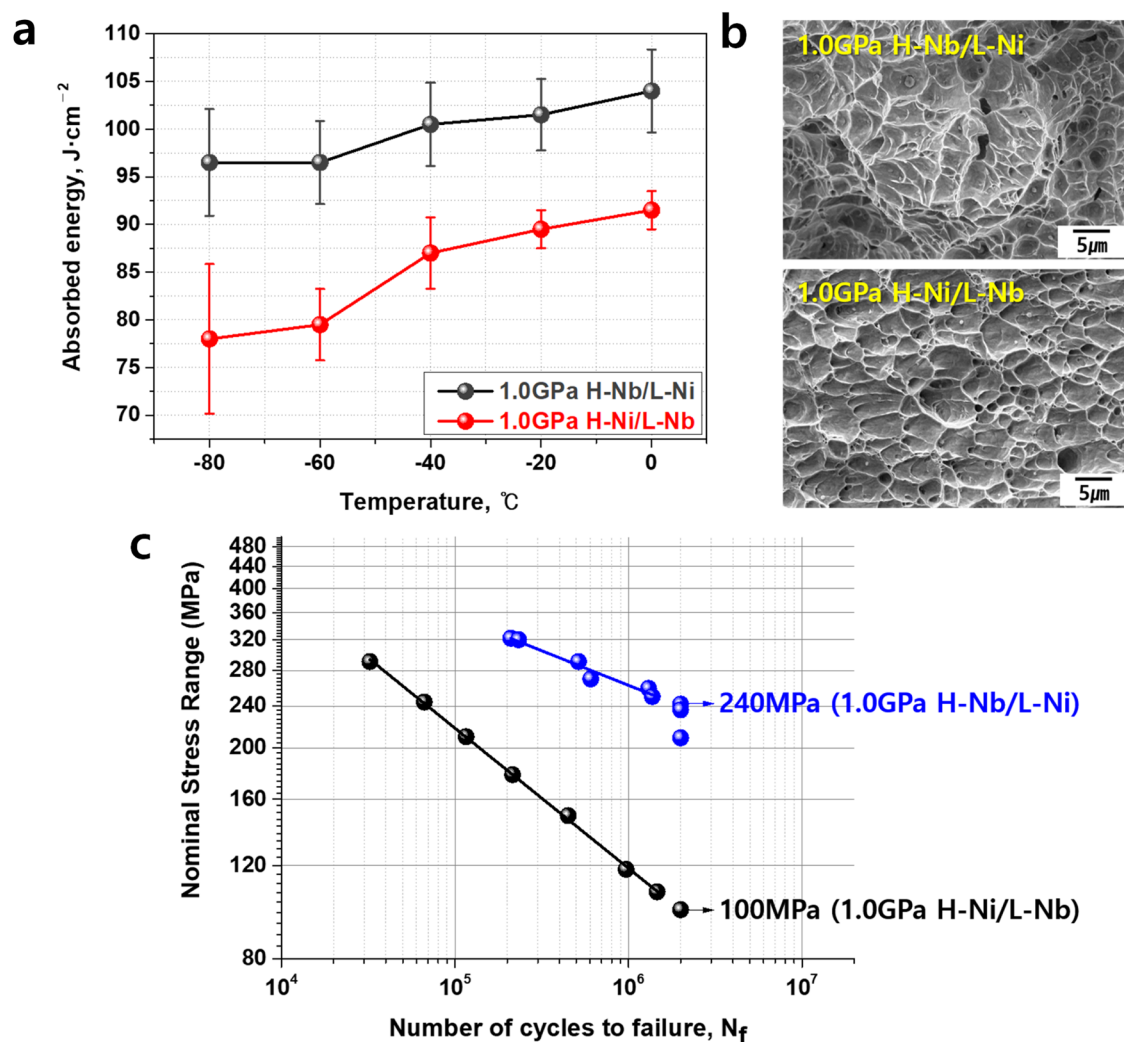 a
110
105
100
95
90
85
80
75
70
Absorbed energy, J·cm⁻²
-80 -60 -40 -20 0
Temperature, ℃
1.0GPa H-Nb/L-Ni
1.0GPa H-Ni/L-Nb
b
1.0GPa H-Nb/L-Ni
5㎛
1.0GPa H-Ni/L-Nb
5㎛
c
480
440
400
360
320
280
240
200
160
120
80
Nominal Stress Range (MPa)
240MPa (1.0GPa H-Nb/L-Ni)
100MPa (1.0GPa H-Ni/L-Nb)
10⁴ 10⁵ 10⁶ 10⁷
Number of cycles to failure, N_f